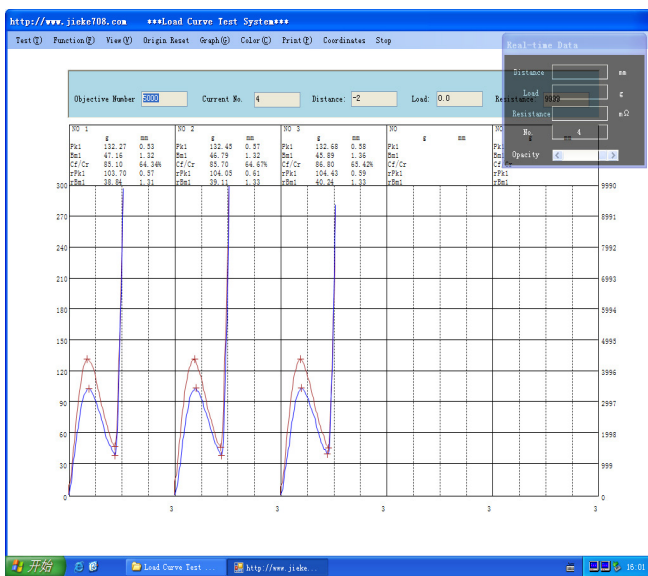 http://www.jieke708.com ***Load Curve Test System***
Test(T) Function(F) View(V) Origin Reset Graph(G) Color(C) Print(P) Coordinates Stop
Real-time Data
Distance mm
Load g
Resistance mΩ
No. 4
Opacity
Objective Number 5000 Current No. 4 Distance: -2 Load: 0.0 Resistance: 9999
NO 1 NO 2 NO 3 NO NO
g mm g mm g mm g mm g mm
Pk1 132.27 0.53 Pk1 132.45 0.57 Pk1 132.68 0.58 Pk1 Pk1
Bm1 47.16 1.32 Bm1 46.79 1.32 Bm1 45.89 1.36 Bm1 Bm1
Cf/Cr 85.10 64.34% Cf/Cr 85.70 64.67% Cf/Cr 86.80 65.42% Cf/Cr Cf/Cr
rPk1 103.70 0.57 rPk1 104.05 0.61 rPk1 104.43 0.59 rPk1 rPk1
rBm1 38.84 1.31 rBm1 39.11 1.33 rBm1 40.24 1.33 rBm1 rBm1
300 9990
270 8991
240 7992
210 6993
180 5994
150 4995
120 3996
90 2997
60 1998
30 999
0 0
3 3 3 3 3
开始 Load Curve Test ... http://www.jieke... 16:01